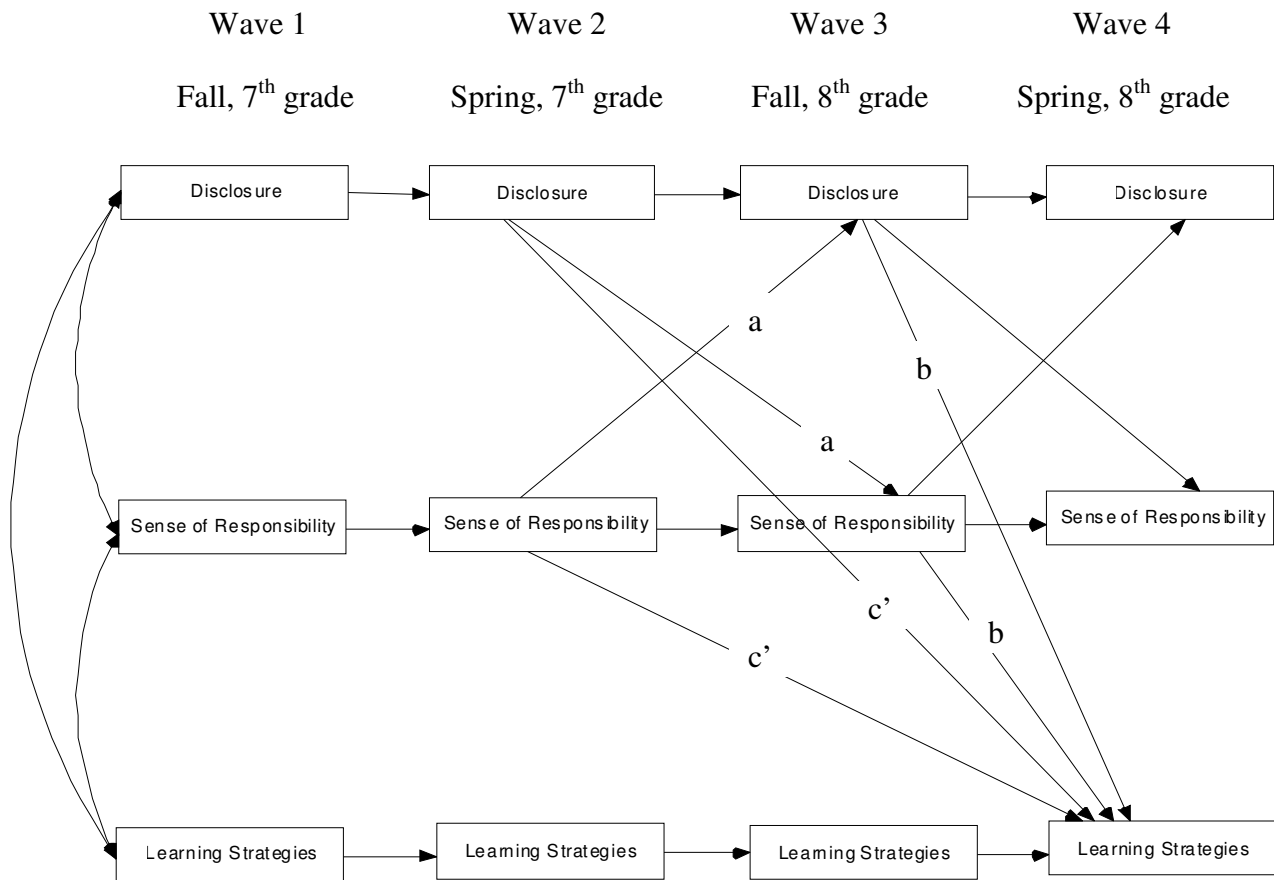 Wave 1 Wave 2 Wave 3 Wave 4
Fall, 7th grade Spring, 7th grade Fall, 8th grade Spring, 8th grade
Disclosure Disclosure Disclosure Disclosure
a
b
a
Sense of Responsibility Sense of Responsibility Sense of Responsibility Sense of Responsibility
c’
b
c’
Learning Strategies Learning Strategies Learning Strategies Learning Strategies